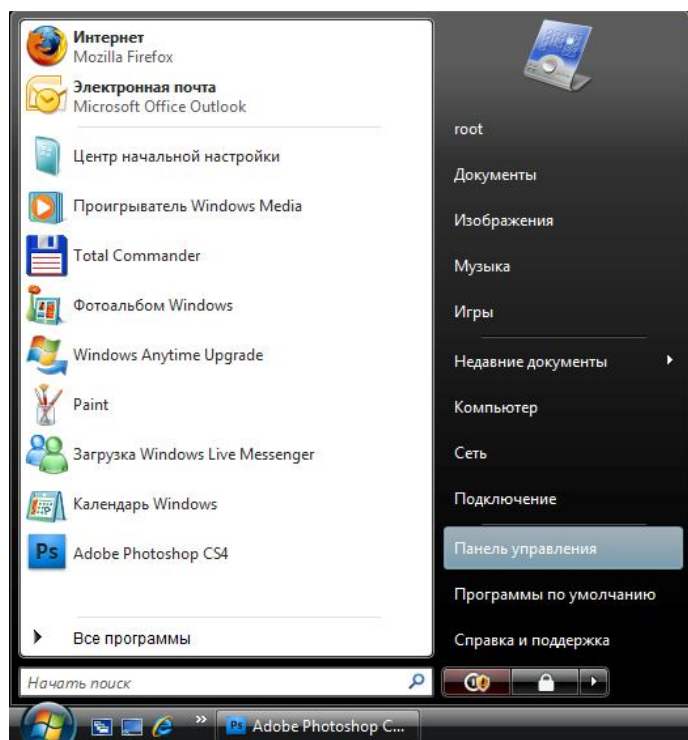 Интернет
Mozilla Firefox
Электронная почта
Microsoft Office Outlook
Центр начальной настройки
Проигрыватель Windows Media
Total Commander
Фотоальбом Windows
Windows Anytime Upgrade
Paint
Загрузка Windows Live Messenger
Календарь Windows
Ps
Adobe Photoshop CS4
Все программы
Начать поиск
root
Документы
Изображения
Музыка
Игры
Недавние документы
Компьютер
Сеть
Подключение
Панель управления
Программы по умолчанию
Справка и поддержка
»
Ps Adobe Photoshop C...